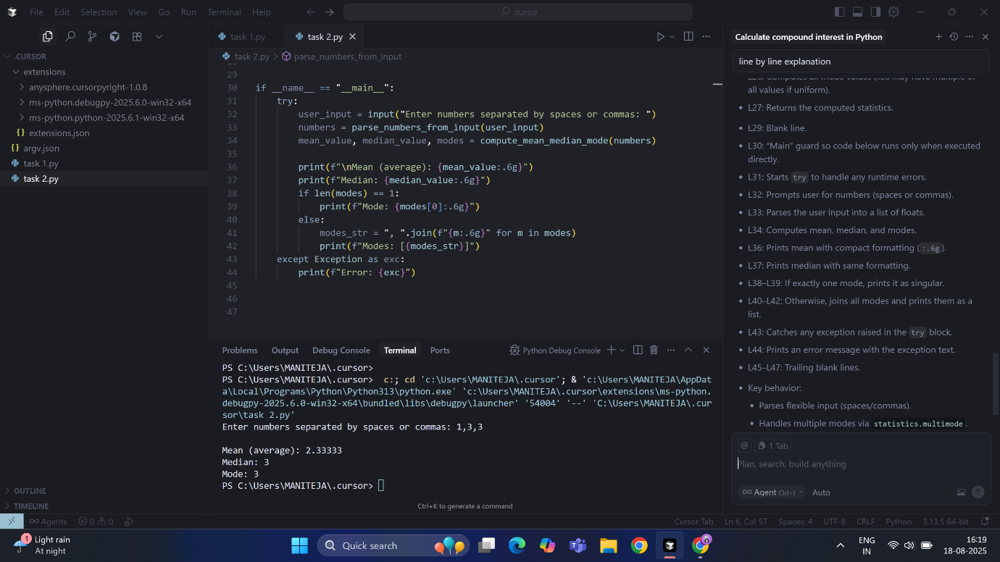 File Edit Selection View Go Run Terminal Help
.cursor
.CURSOR
extensions
anysphere.cursorpyright-1.0.8
ms-python.debugpy-2025.6.0-win32-x64
ms-python.python-2025.6.1-win32-x64
extensions.json
argv.json
task 1.py
task 2.py
OUTLINE
TIMELINE
task 1.py
task 2.py
task 2.py > parse_numbers_from_input
29
30 if __name__ == "__main__":
31 try:
32 user_input = input("Enter numbers separated by spaces or commas: ")
33 numbers = parse_numbers_from_input(user_input)
34 mean_value, median_value, modes = compute_mean_median_mode(numbers)
35
36 print(f"\nMean (average): {mean_value:.6g}")
37 print(f"Median: {median_value:.6g}")
38 if len(modes) == 1:
39 print(f"Mode: {modes[0]:.6g}")
40 else:
41 modes_str = ", ".join(f"{m:.6g}" for m in modes)
42 print(f"Modes: [{modes_str}]")
43 except Exception as exc:
44 print(f"Error: {exc}")
45
46
47
Problems Output Debug Console Terminal Ports
Python Debug Console
PS C:\Users\MANITEJA\.cursor>
PS C:\Users\MANITEJA\.cursor> c:; cd 'c:\Users\MANITEJA\.cursor'; & 'c:\Users\MANITEJA\AppDat
a\Local\Programs\Python\Python313\python.exe' 'c:\Users\MANITEJA\.cursor\extensions\ms-python.
debugpy-2025.6.0-win32-x64\bundled\libs\debugpy\launcher' '54004' '--' 'C:\Users\MANITEJA\.cur
sor\task 2.py'
Enter numbers separated by spaces or commas: 1,3,3
Mean (average): 2.33333
Median: 3
Mode: 3
PS C:\Users\MANITEJA\.cursor>
Ctrl+K to generate a command
Calculate compound interest in Python
line by line explanation
all values if uniform).
L27: Returns the computed statistics.
L29: Blank line.
L30: “Main” guard so code below runs only when executed
directly.
L31: Starts try to handle any runtime errors.
L32: Prompts user for numbers (spaces or commas).
L33: Parses the user input into a list of floats.
L34: Computes mean, median, and modes.
L36: Prints mean with compact formatting (:.6g).
L37: Prints median with same formatting.
L38–L39: If exactly one mode, prints it as singular.
L40–L42: Otherwise, joins all modes and prints them as a
list.
L43: Catches any exception raised in the try block.
L44: Prints an error message with the exception text.
L45–L47: Trailing blank lines.
Key behavior:
Parses flexible input (spaces/commas).
Handles multiple modes via statistics.multimode.
@ 1 Tab
Plan, search, build anything
Agent Ctrl+I Auto
Agents 0 0
Cursor Tab Ln 6, Col 57 Spaces: 4 UTF-8 CRLF Python 3.13.5 64-bit
1
Light rain
At night
Quick search
ENG
IN
16:19
18-08-2025